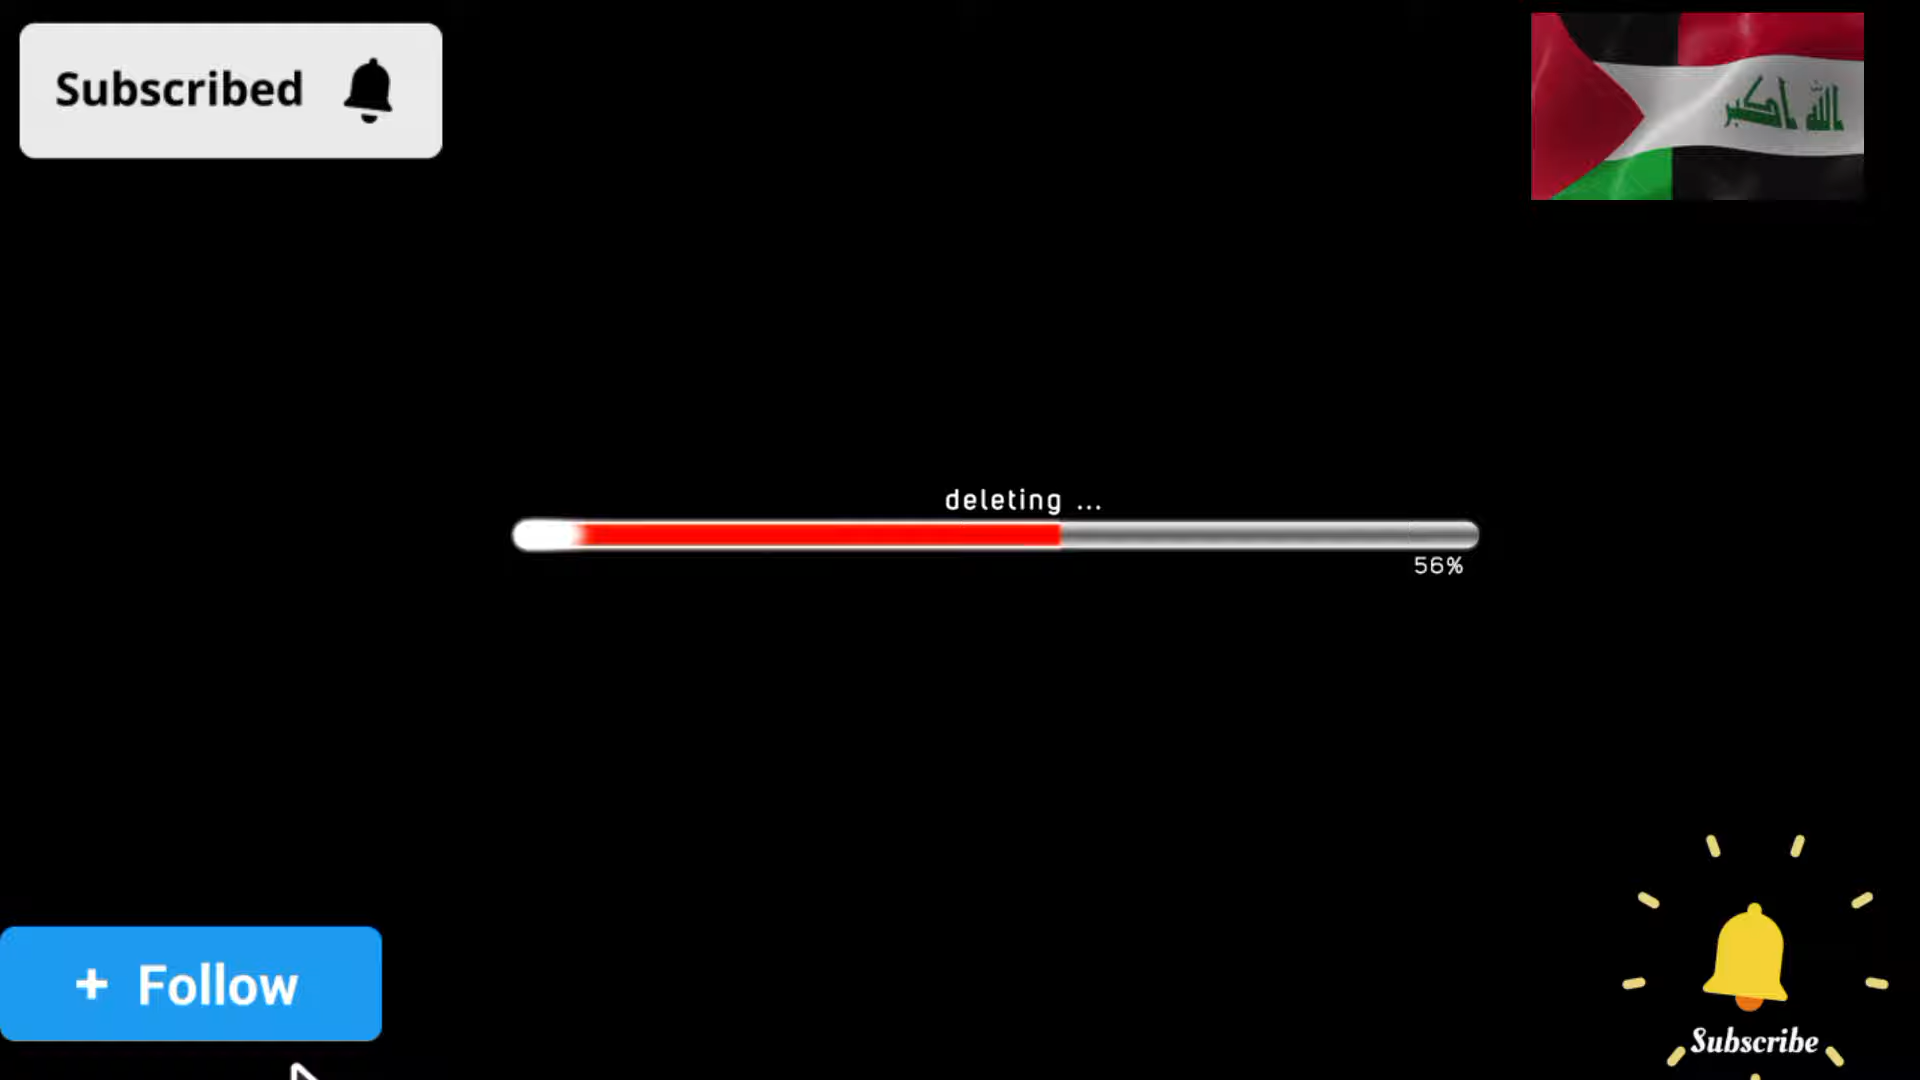 Subscribed
الله اكبر
deleting ...
56%
+ Follow
Subscribe